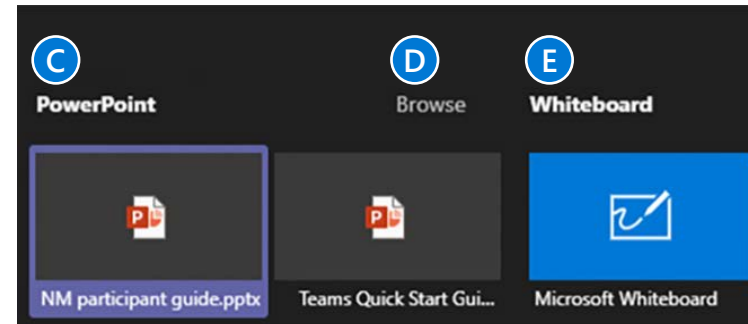 C D E
PowerPoint Browse Whiteboard
P P
NM participant guide.pptx Teams Quick Start Gui... Microsoft Whiteboard